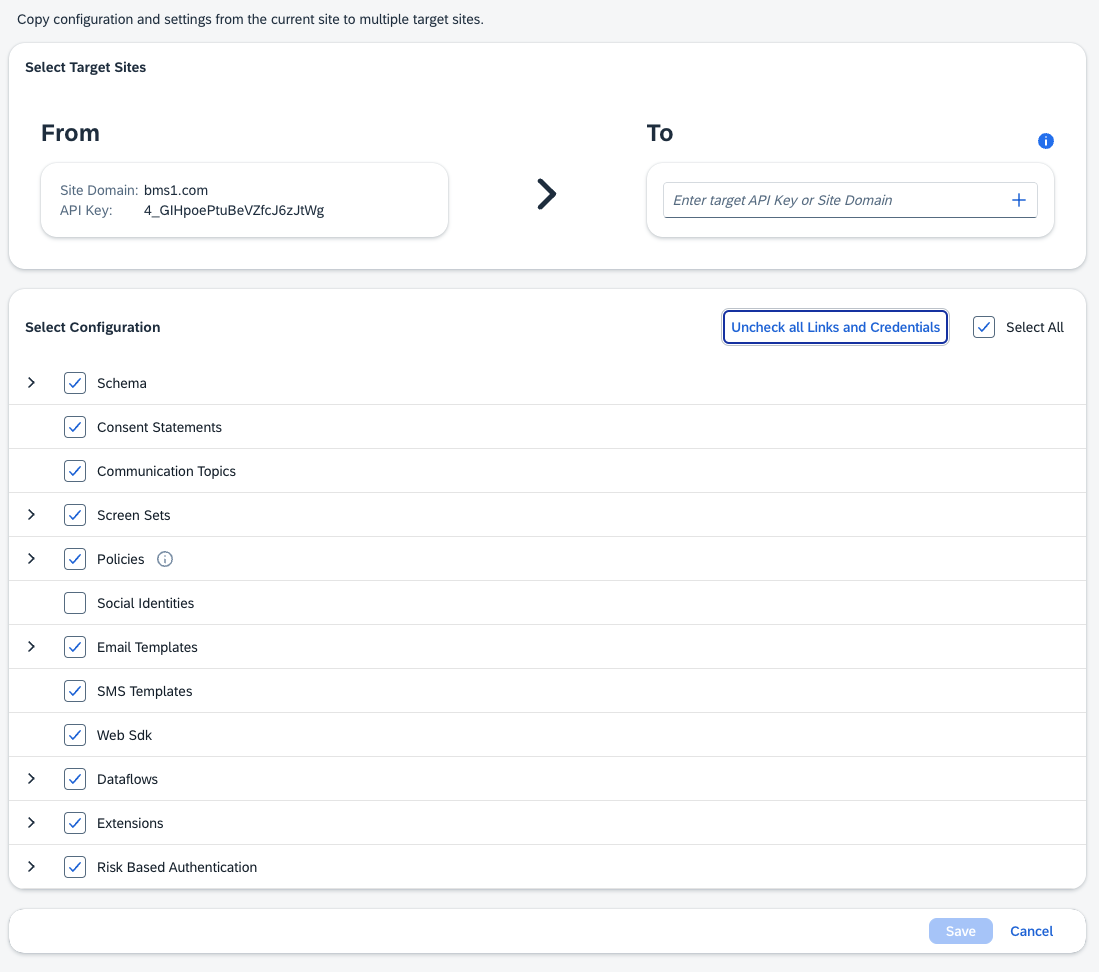 Copy configuration and settings from the current site to multiple target sites.
Select Target Sites
From
To
Site Domain: bms1.com
API Key: 4_GIHpoePtuBeVZfcJ6zJtWg
Enter target API Key or Site Domain
Select Configuration
Uncheck all Links and Credentials
Select All
Schema
Consent Statements
Communication Topics
Screen Sets
Policies
Social Identities
Email Templates
SMS Templates
Web Sdk
Dataflows
Extensions
Risk Based Authentication
Save
Cancel